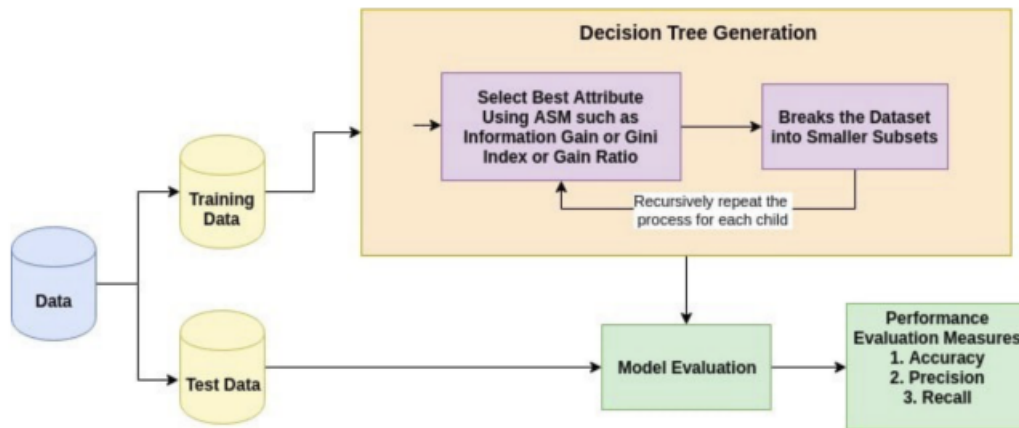 Decision Tree Generation
Select Best Attribute
Using ASM such as
Information Gain or Gini
Index or Gain Ratio
Breaks the Dataset
into Smaller Subsets
Recursively repeat the
process for each child
Training
Data
Data
Test Data
Model Evaluation
Performance
Evaluation Measures
1. Accuracy
2. Precision
3. Recall